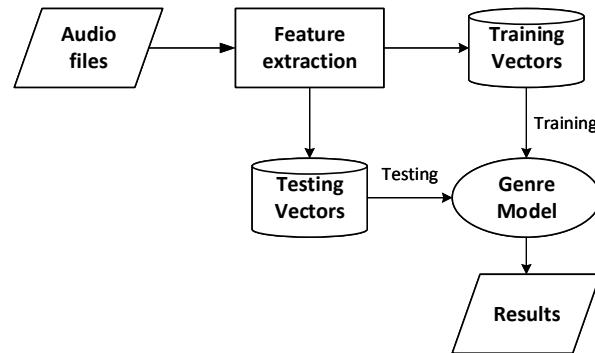 Audio
files
Feature
extraction
Training
Vectors
Training
Testing
Vectors
Testing
Genre
Model
Results